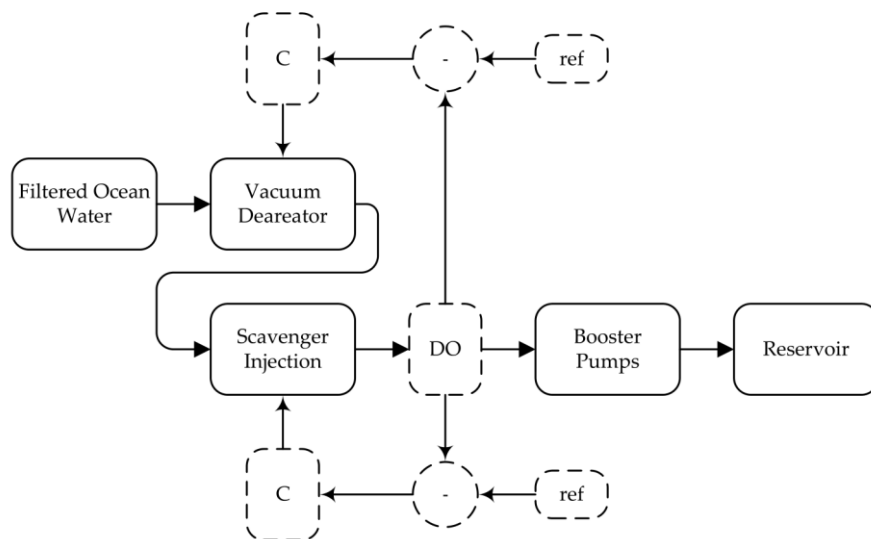 C
-
ref
Filtered Ocean
Water
Vacuum
Deareator
Scavenger
Injection
DO
Booster
Pumps
Reservoir
C
-
ref